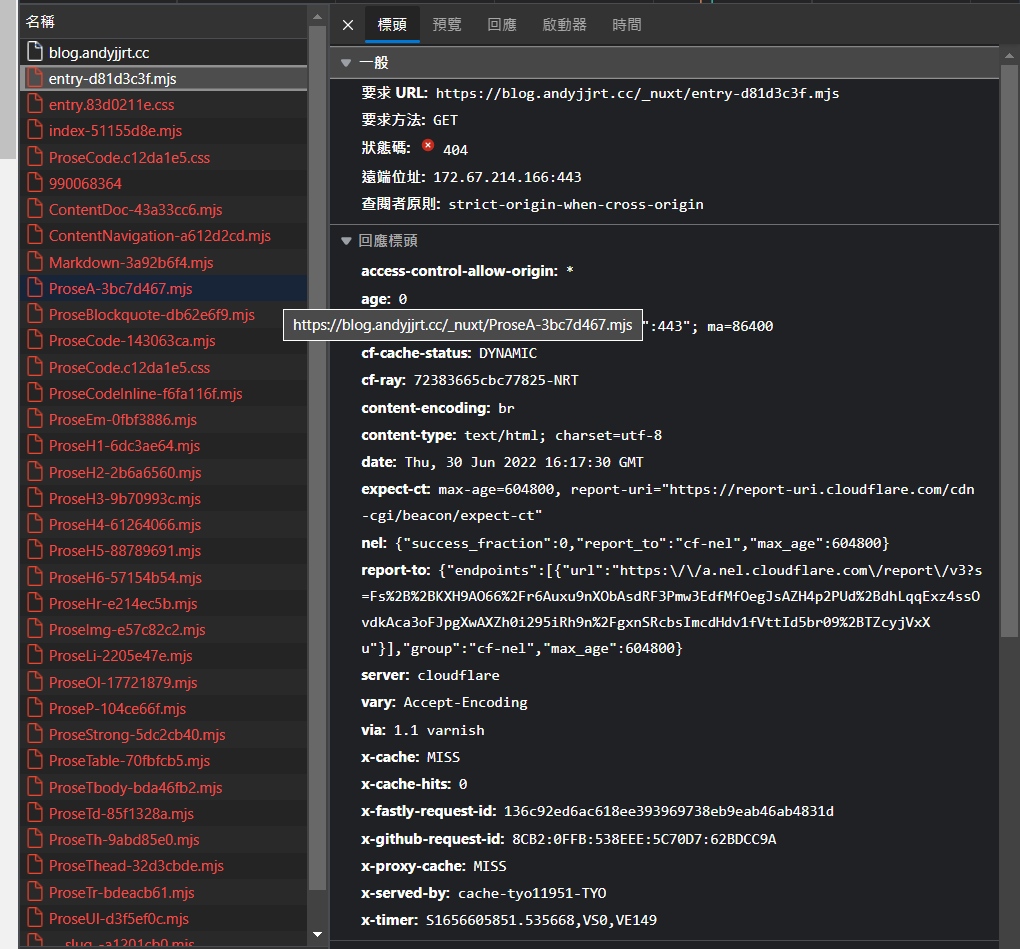 名稱
blog.andyjjrt.cc
entry-d81d3c3f.mjs
entry.83d0211e.css
index-51155d8e.mjs
ProseCode.c12da1e5.css
990068364
ContentDoc-43a33cc6.mjs
ContentNavigation-a612d2cd.mjs
Markdown-3a92b6f4.mjs
ProseA-3bc7d467.mjs
ProseBlockquote-db62e6f9.mjs
ProseCode-143063ca.mjs
ProseCode.c12da1e5.css
ProseCodeInline-f6fa116f.mjs
ProseEm-0fbf3886.mjs
ProseH1-6dc3ae64.mjs
ProseH2-2b6a6560.mjs
ProseH3-9b70993c.mjs
ProseH4-61264066.mjs
ProseH5-88789691.mjs
ProseH6-57154b54.mjs
ProseHr-e214ec5b.mjs
ProseImg-e57c82c2.mjs
ProseLi-2205e47e.mjs
ProseOl-17721879.mjs
ProseP-104ce66f.mjs
ProseStrong-5dc2cb40.mjs
ProseTable-70fbfcb5.mjs
ProseTbody-bda46fb2.mjs
ProseTd-85f1328a.mjs
ProseTh-9abd85e0.mjs
ProseThead-32d3cbde.mjs
ProseTr-bdeacb61.mjs
ProseUl-d3f5ef0c.mjs
標頭 預覽 回應 啟動器 時間
一般
要求 URL: https://blog.andyjjrt.cc/_nuxt/entry-d81d3c3f.mjs
要求方法: GET
狀態碼: 404
遠端位址: 172.67.214.166:443
查閱者原則: strict-origin-when-cross-origin
回應標頭
access-control-allow-origin: *
age: 0
https://blog.andyjjrt.cc/_nuxt/ProseA-3bc7d467.mjs
":443"; ma=86400
cf-cache-status: DYNAMIC
cf-ray: 72383665cbc77825-NRT
content-encoding: br
content-type: text/html; charset=utf-8
date: Thu, 30 Jun 2022 16:17:30 GMT
expect-ct: max-age=604800, report-uri="https://report-uri.cloudflare.com/cdn
-cgi/beacon/expect-ct"
nel: {"success_fraction":0,"report_to":"cf-nel","max_age":604800}
report-to: {"endpoints":[{"url":"https:\/\/a.nel.cloudflare.com\/report\/v3?s
=Fs%2B%2BKXH9AO66%2Fr6Auxu9nXObAsdRF3Pmw3EdfMfOegJsAZH4p2PUd%2BdhLqqExz4ssO
vdkAca3oFJpgXwAXZh0i295iRh9n%2FgxnSRcbsImcdHdv1fVttId5br09%2BTZcyjVxX
u"}],"group":"cf-nel","max_age":604800}
server: cloudflare
vary: Accept-Encoding
via: 1.1 varnish
x-cache: MISS
x-cache-hits: 0
x-fastly-request-id: 136c92ed6ac618ee393969738eb9eab46ab4831d
x-github-request-id: 8CB2:0FFB:538EEE:5C70D7:62BDCC9A
x-proxy-cache: MISS
x-served-by: cache-tyo11951-TYO
x-timer: S1656605851.535668,VS0,VE149